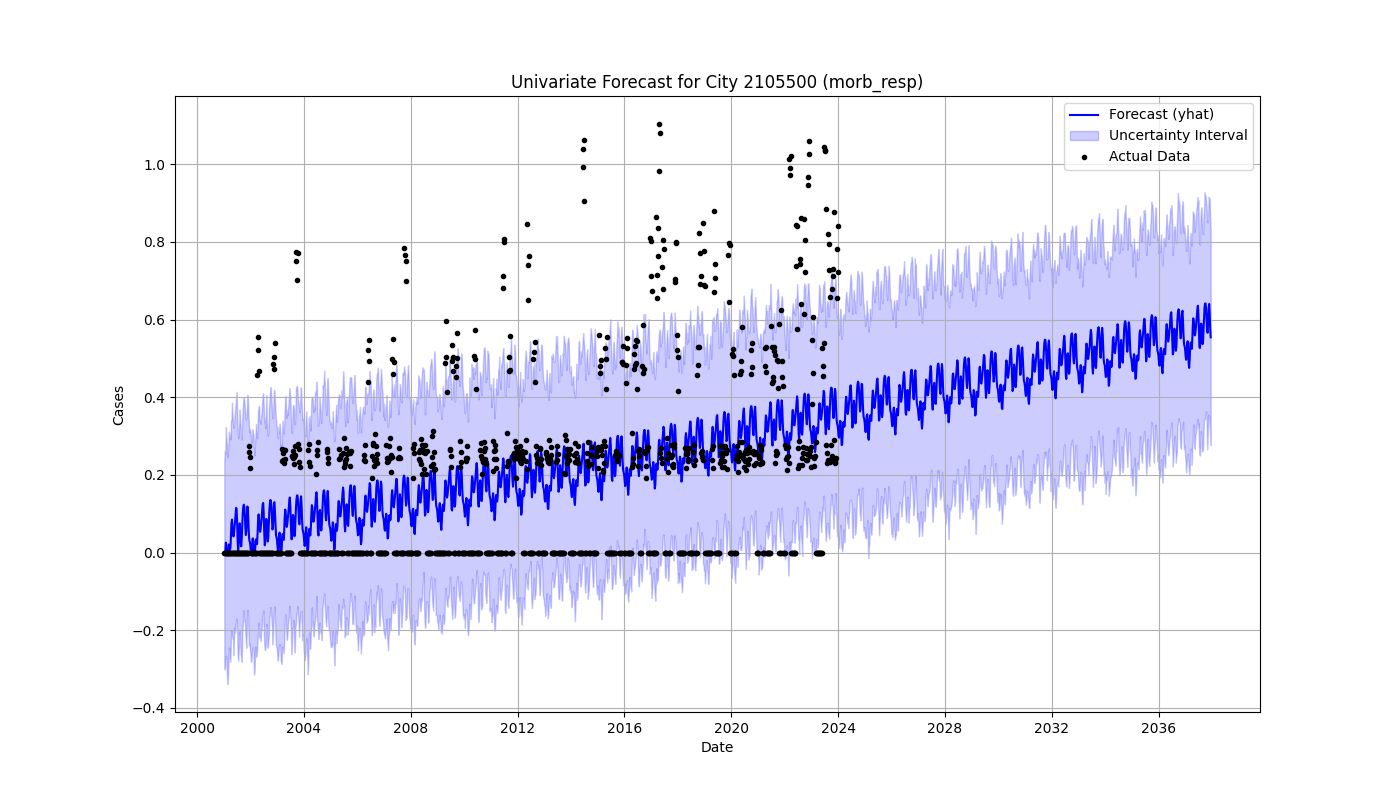 Univariate Forecast for City 2105500 (morb_resp)
Forecast (yhat)
Uncertainty Interval
Actual Data
Cases
1.0
0.8
0.6
0.4
0.2
0.0
−0.2
−0.4
2000 2004 2008 2012 2016 2020 2024 2028 2032 2036
Date